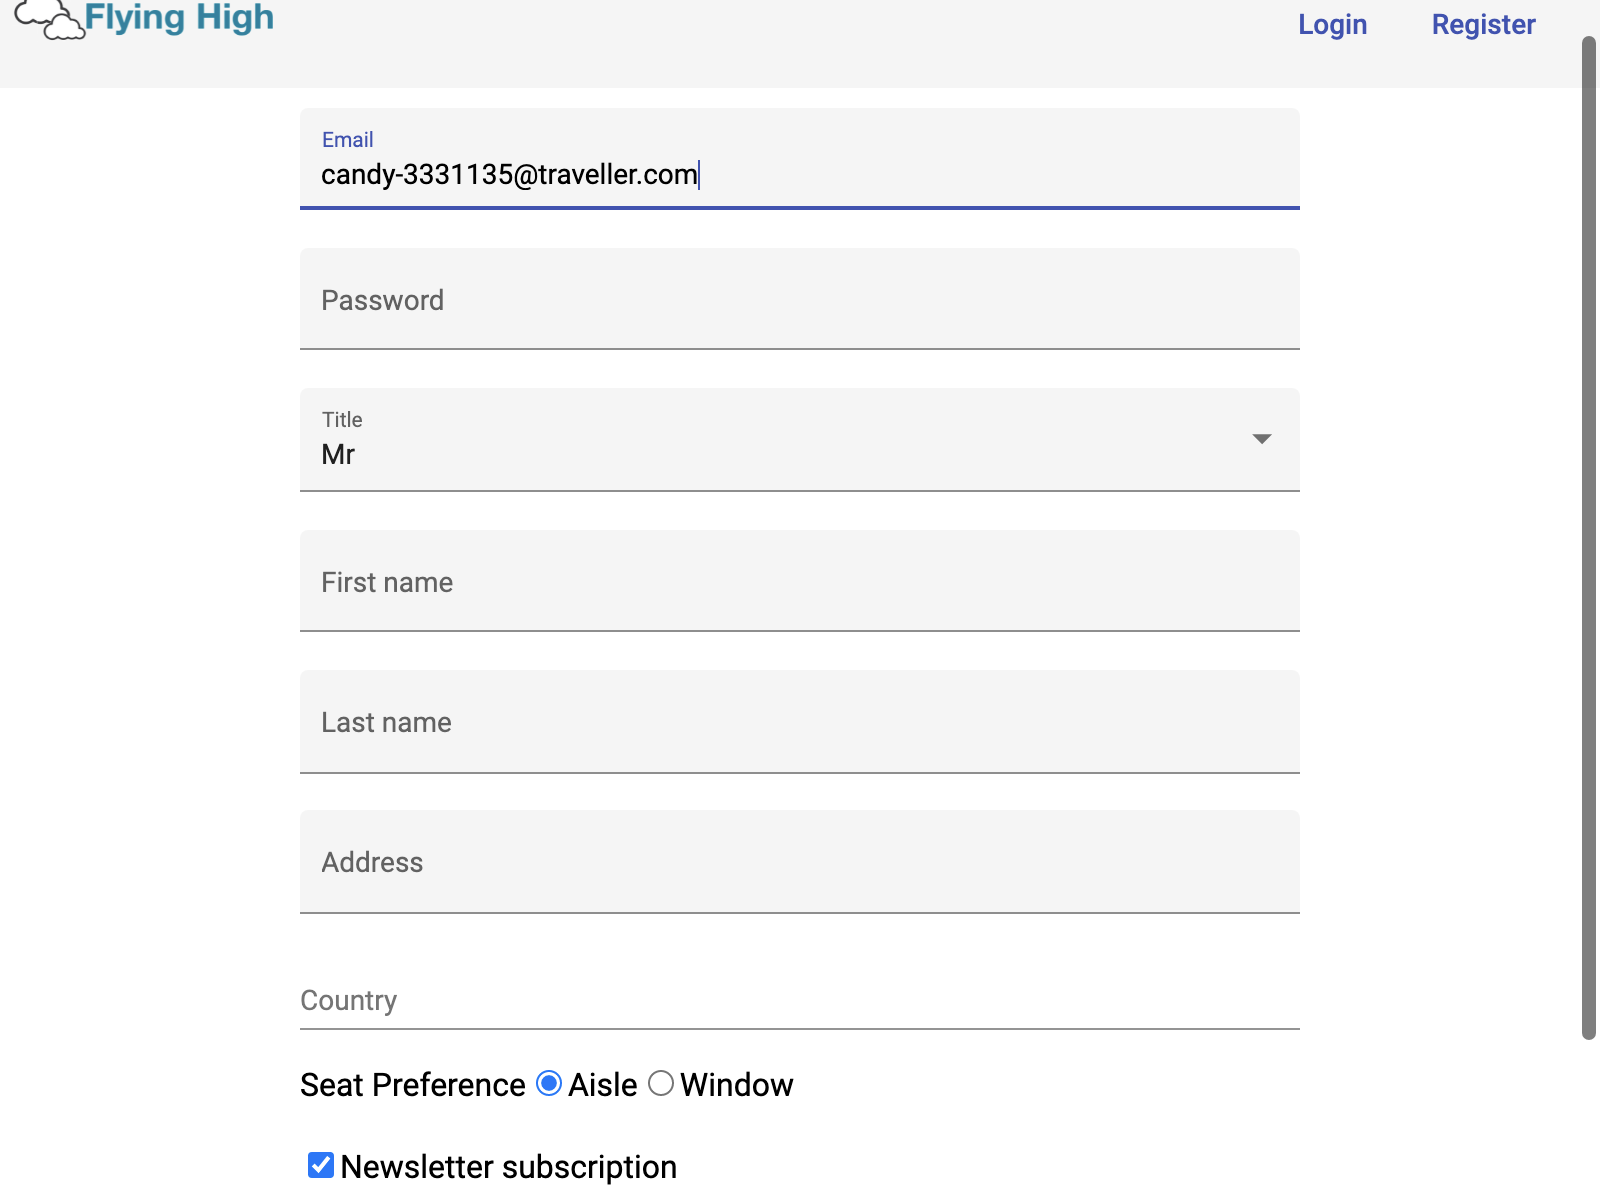 Flying High
Login Register
Email
candy-3331135@traveller.com
Password
Title
Mr
First name
Last name
Address
Country
Seat Preference Aisle Window
Newsletter subscription